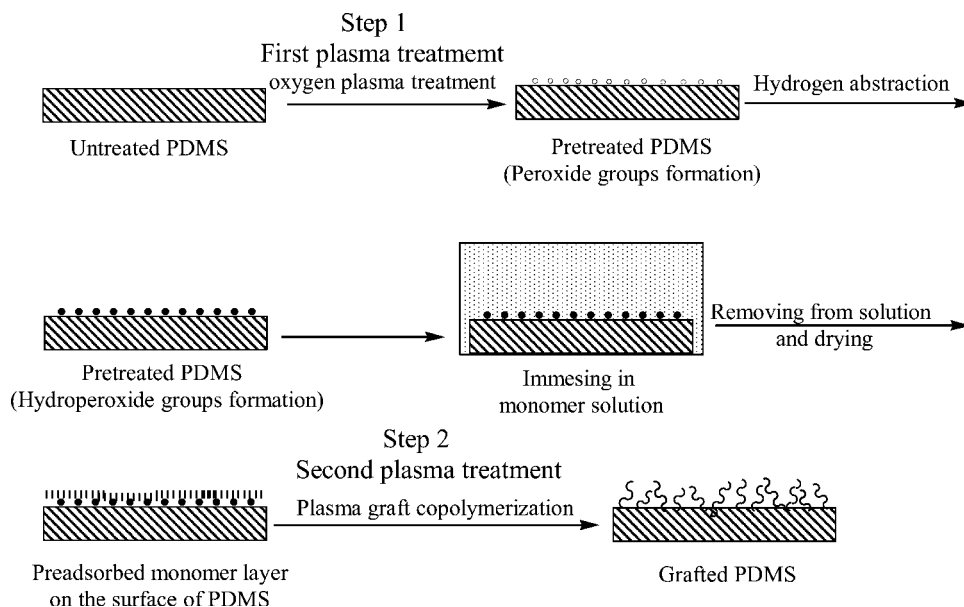 Step 1
First plasma treatmemt
oxygen plasma treatment
Hydrogen abstraction
Untreated PDMS
Pretreated PDMS
(Peroxide groups formation)
Removing from solution
and drying
Pretreated PDMS
(Hydroperoxide groups formation)
Immesing in
monomer solution
Step 2
Second plasma treatment
Plasma graft copolymerization
Preadsorbed monomer layer
on the surface of PDMS
Grafted PDMS